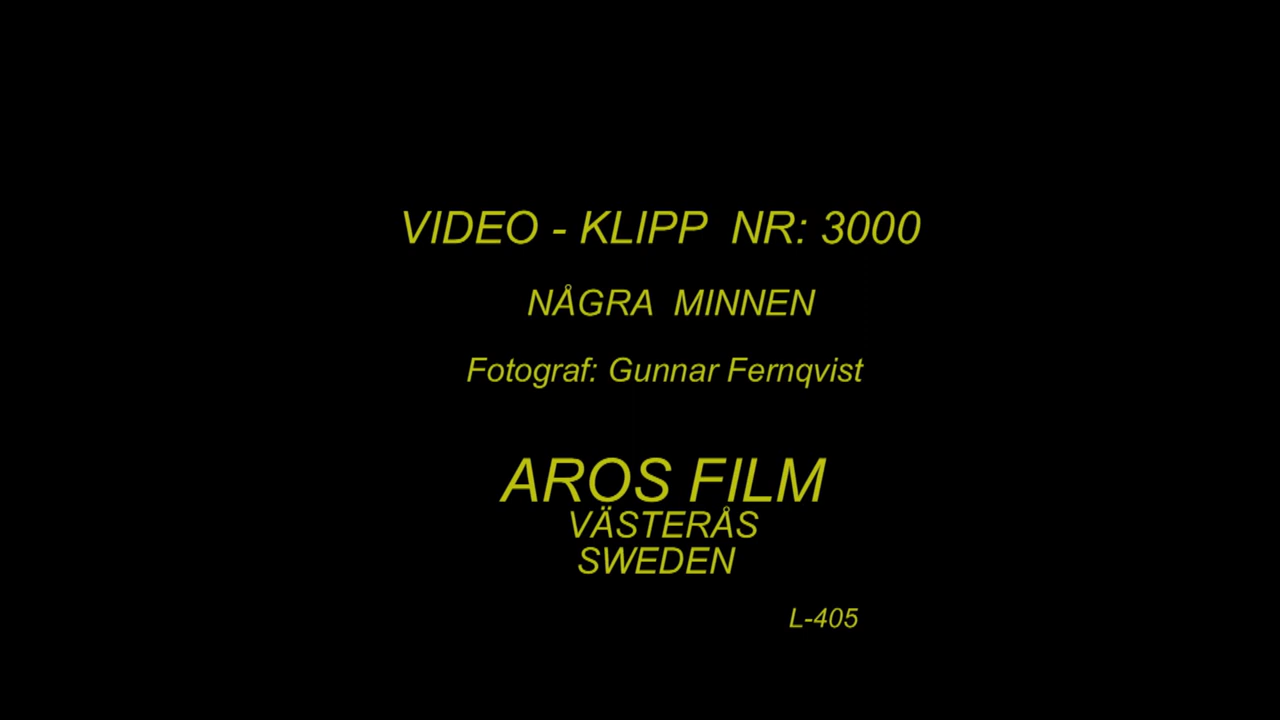 VIDEO - KLIPP NR: 3000
NÅGRA MINNEN
Fotograf: Gunnar Fernqvist
AROS FILM
VÄSTERÅS
SWEDEN
L-405